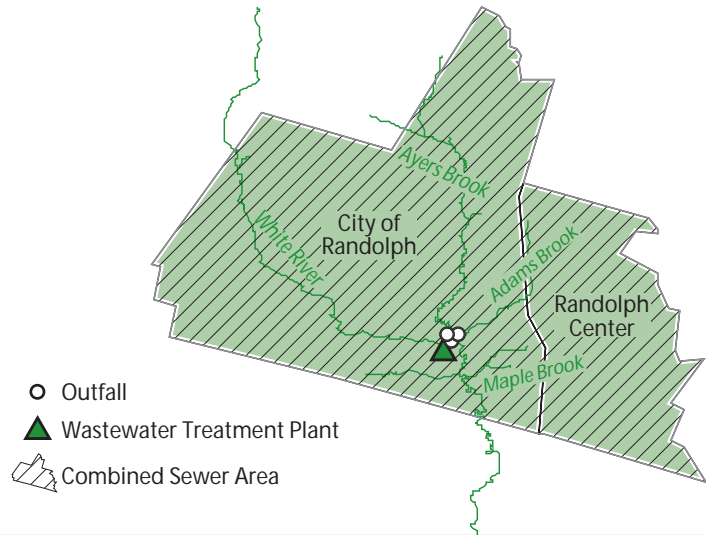 Ayers Brook
City of
Randolph
White River
Adams Brook
Randolph
Center
Maple Brook
Outfall
Wastewater Treatment Plant
Combined Sewer Area